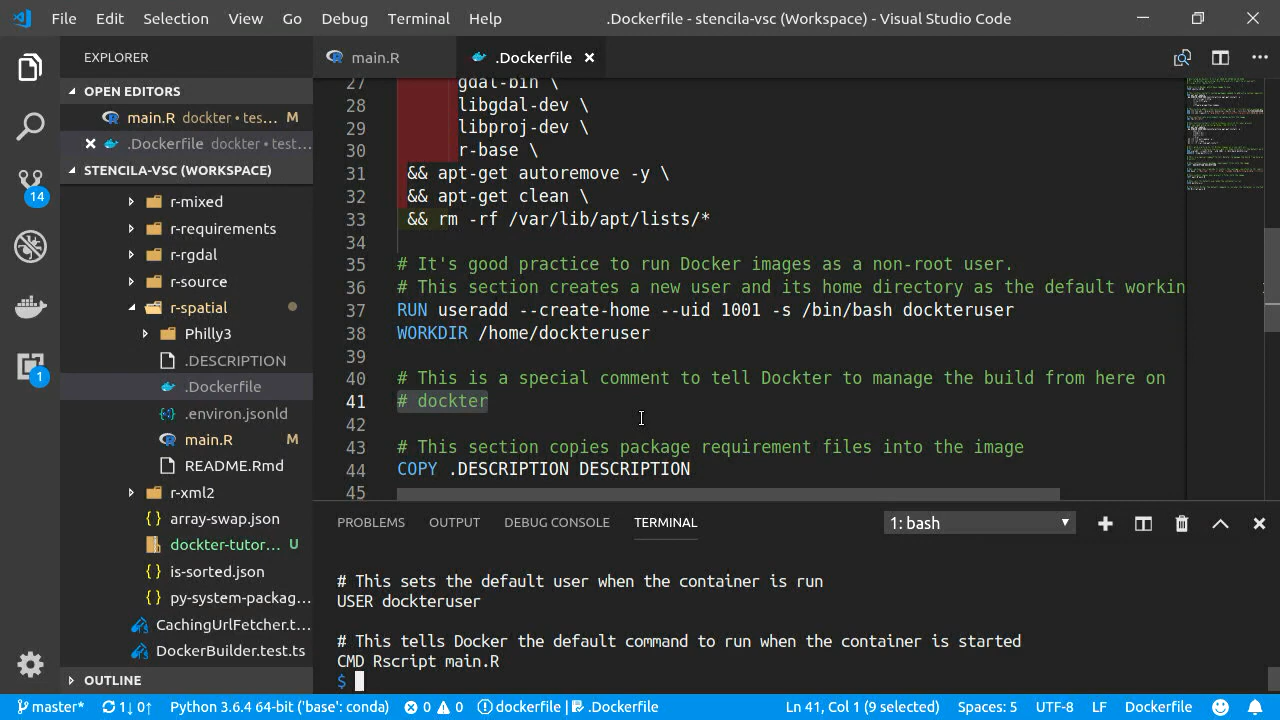 File Edit Selection View Go Debug Terminal Help .Dockerfile - stencila-vsc (Workspace) - Visual Studio Code
EXPLORER
OPEN EDITORS
main.R dockter • tes... M
.Dockerfile dockter • test...
STENCILA-VSC (WORKSPACE)
r-mixed
r-requirements
r-rgdal
r-source
r-spatial
Philly3
.DESCRIPTION
.Dockerfile
.environ.jsonld
main.R M
README.Rmd
r-xml2
array-swap.json
dockter-tutor... U
is-sorted.json
py-system-packag...
CachingUrlFetcher.t...
DockerBuilder.test.ts
OUTLINE
14
1
main.R .Dockerfile
27 gdal-bin \
28 libgdal-dev \
29 libproj-dev \
30 r-base \
31 && apt-get autoremove -y \
32 && apt-get clean \
33 && rm -rf /var/lib/apt/lists/*
34
35 # It's good practice to run Docker images as a non-root user.
36 # This section creates a new user and its home directory as the default workin
37 RUN useradd --create-home --uid 1001 -s /bin/bash dockteruser
38 WORKDIR /home/dockteruser
39
40 # This is a special comment to tell Dockter to manage the build from here on
41 # dockter
42
43 # This section copies package requirement files into the image
44 COPY .DESCRIPTION DESCRIPTION
45
PROBLEMS OUTPUT DEBUG CONSOLE TERMINAL 1: bash
# This sets the default user when the container is run
USER dockteruser
# This tells Docker the default command to run when the container is started
CMD Rscript main.R
$
master* 1↓ 0↑ Python 3.6.4 64-bit ('base': conda) 0 0 dockerfile | .Dockerfile Ln 41, Col 1 (9 selected) Spaces: 5 UTF-8 LF Dockerfile